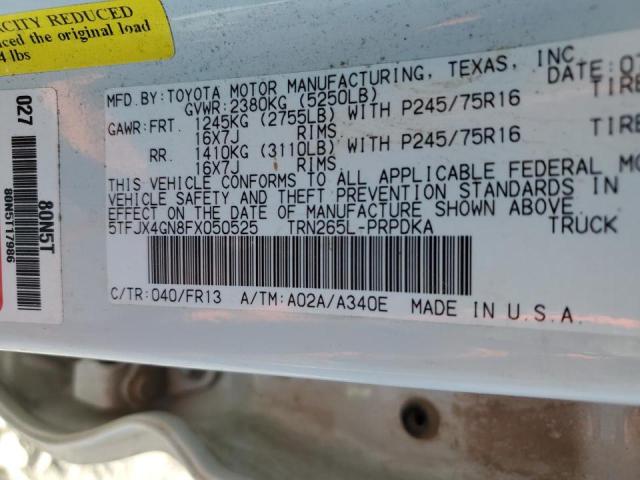 ACITY REDUCED
ced the original load
4 lbs
MFD.BY:TOYOTA MOTOR MANUFACTURING, TEXAS, INC. DATE:07
GVWR:2380KG (5250LB)
GAWR:FRT. 1245KG (2755LB) WITH P245/75R16 TIRE
16X7J RIMS
RR. 1410KG (3110LB) WITH P245/75R16 TIRE
16X7J RIMS
THIS VEHICLE CONFORMS TO ALL APPLICABLE FEDERAL MO
VEHICLE SAFETY AND THEFT PREVENTION STANDARDS IN
EFFECT ON THE DATE OF MANUFACTURE SHOWN ABOVE.
5TFJX4GN8FX050525 TRN265L-PRPDKA TRUCK
C/TR:040/FR13 A/TM:A02A/A340E MADE IN U.S.A.
027
80N5T
80N5T17986